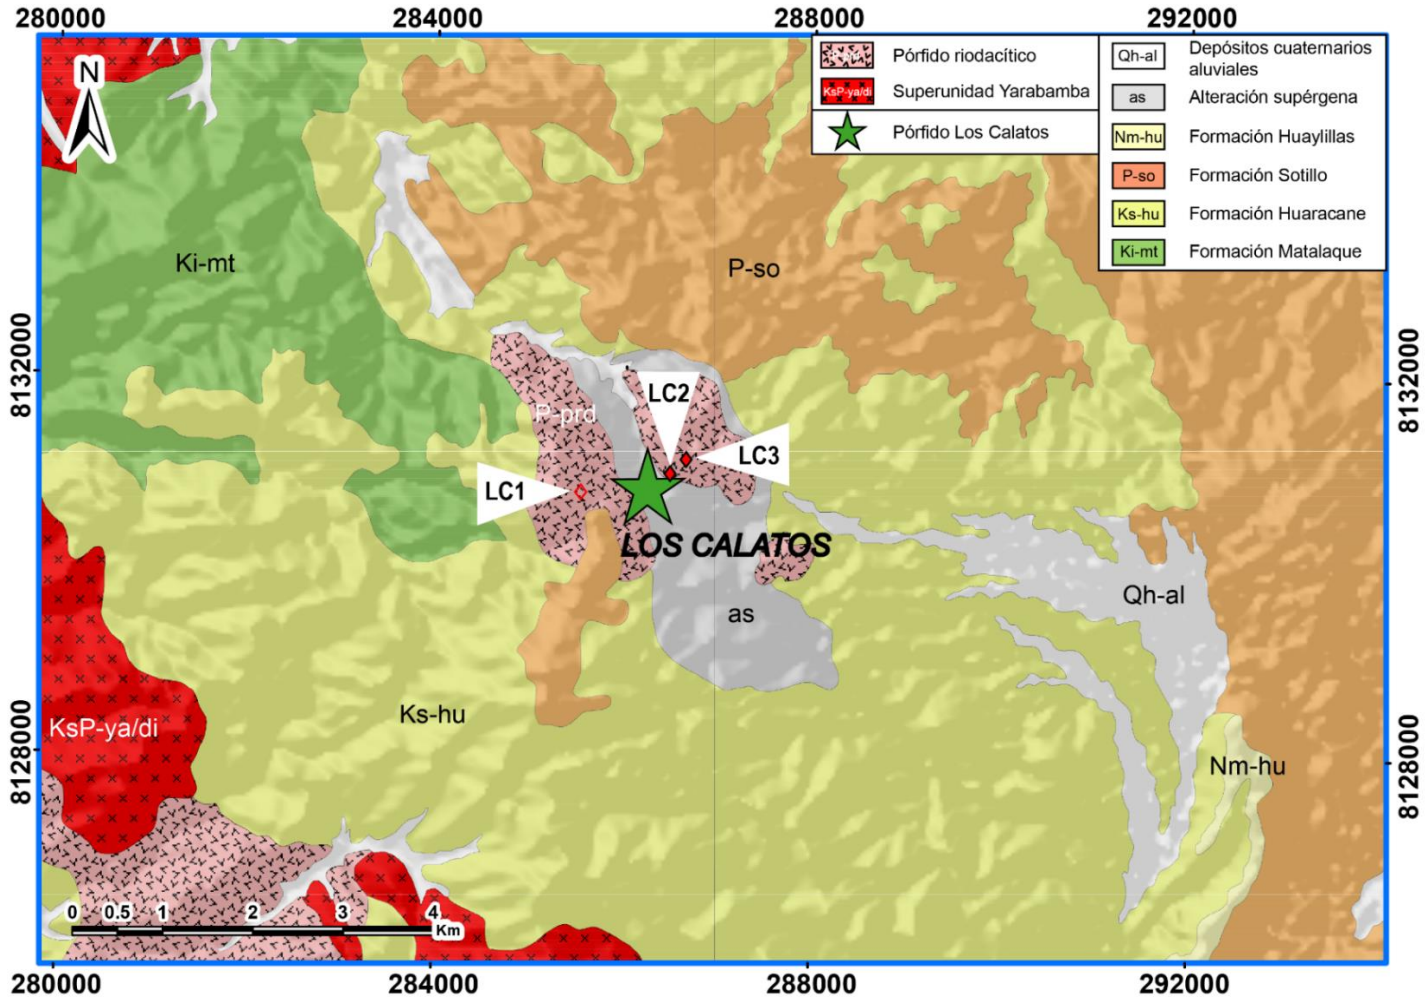 280000
284000
288000
292000
N
Pórfido riodacítico
KsP-ya/di
Superunidad Yarabamba
Pórfido Los Calatos
Qh-al
Depósitos cuaternarios
aluviales
as
Alteración supérgena
Nm-hu
Formación Huaylillas
P-so
Formación Sotillo
Ks-hu
Formación Huaracane
Ki-mt
Formación Matalaque
Ki-mt
P-so
8132000
8132000
LC2
P-prd
LC3
LC1
LOS CALATOS
Qh-al
as
Ks-hu
KsP-ya/di
Nm-hu
8128000
8128000
0 0.5 1 2 3 4
Km
280000
284000
288000
292000